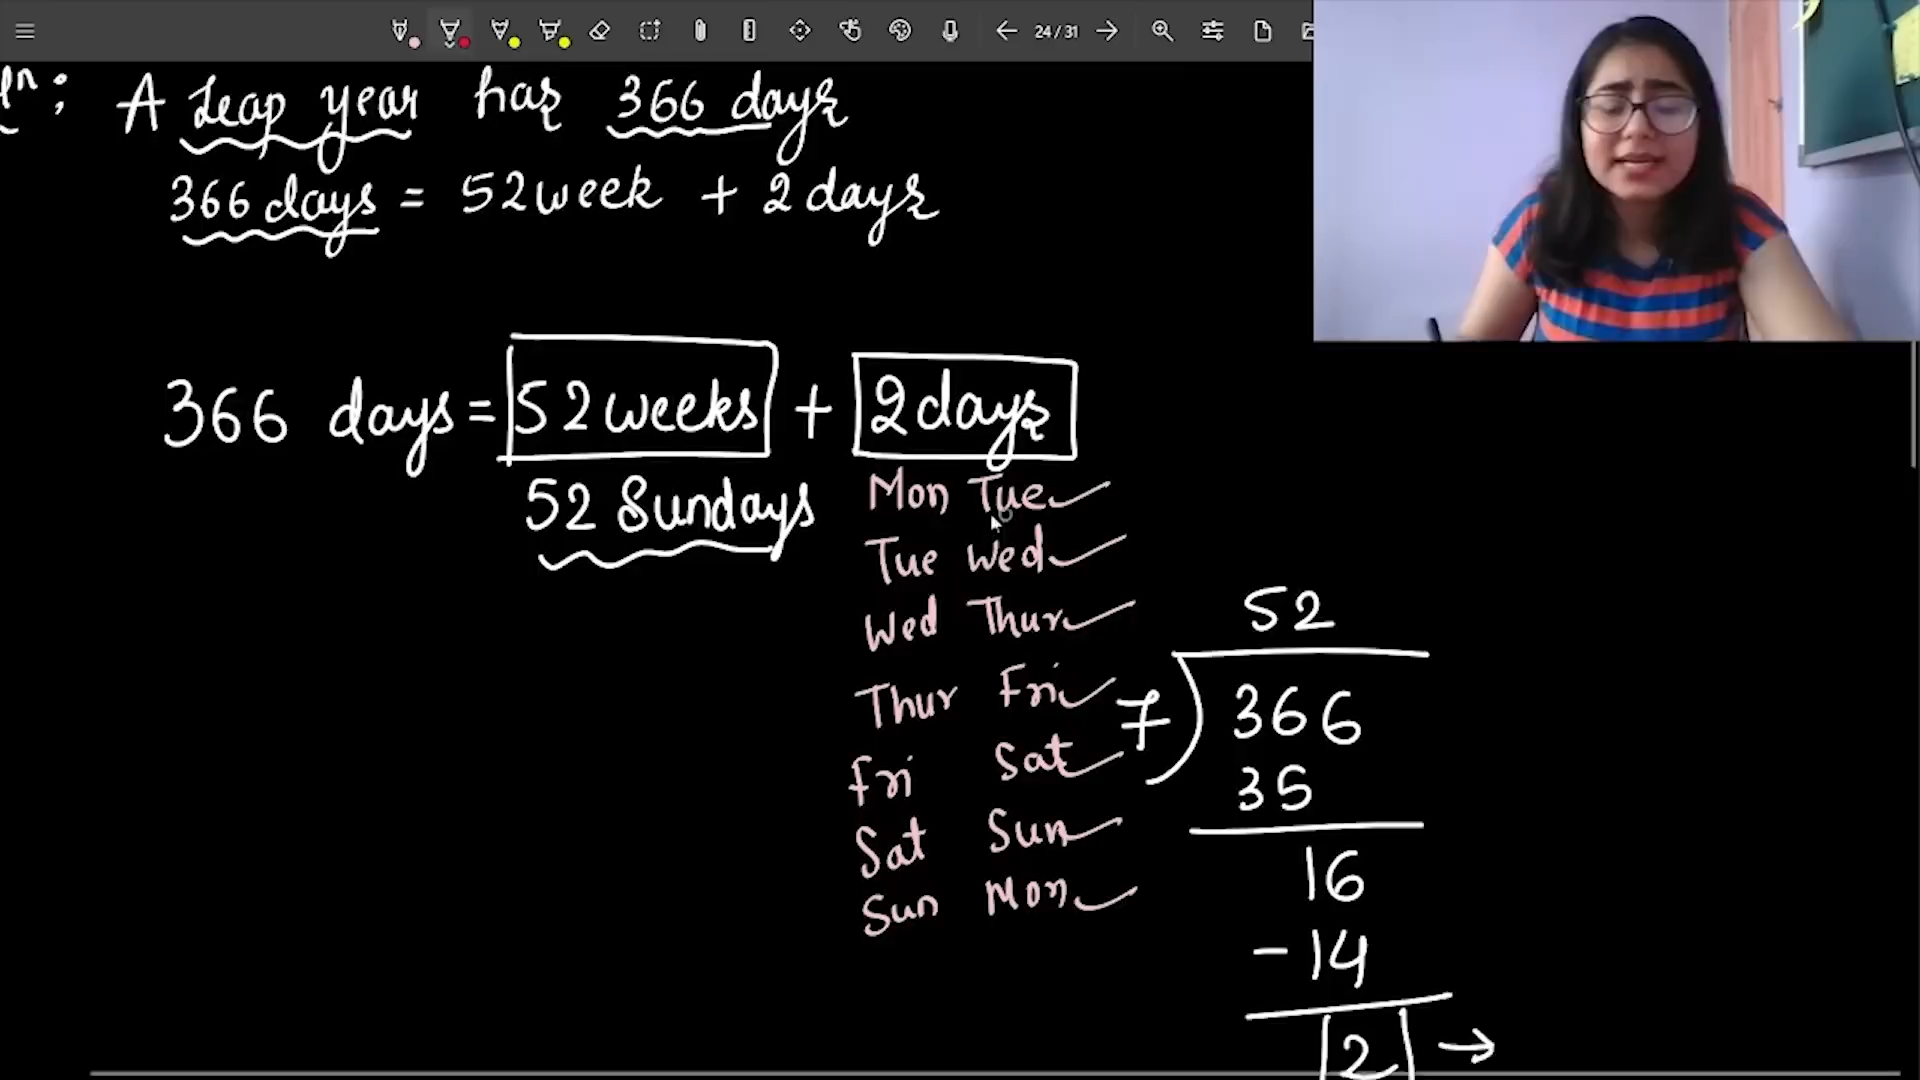 24/31
ln: A Leap year has 366 days
366 days = 52 week + 2 days
366 days = 52 weeks + 2 days
52 Sundays
Mon Tue
Tue Wed
Wed Thur
Thur Fri
Fri Sat
Sat Sun
Sun Mon
52
7 366
35
16
-14
2 →